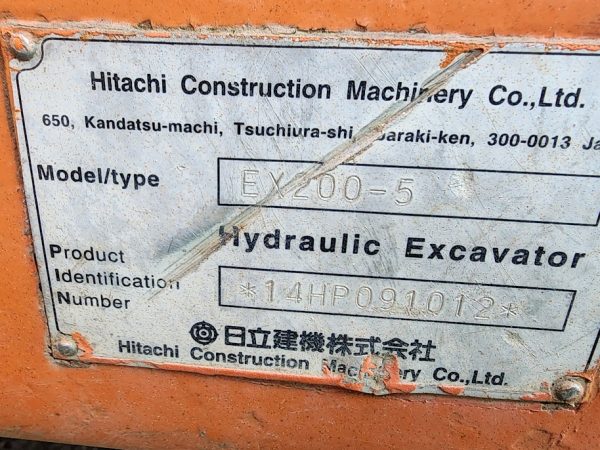 Hitachi Construction Machinery Co.,Ltd.
650, Kandatsu-machi, Tsuchiura-shi, Ibaraki-ken, 300-0013 Ja
Model/type EX200-5
Hydraulic Excavator
Product
Identification
Number
*14HP091012*
日立建機株式会社
Hitachi Construction Machinery Co.,Ltd.